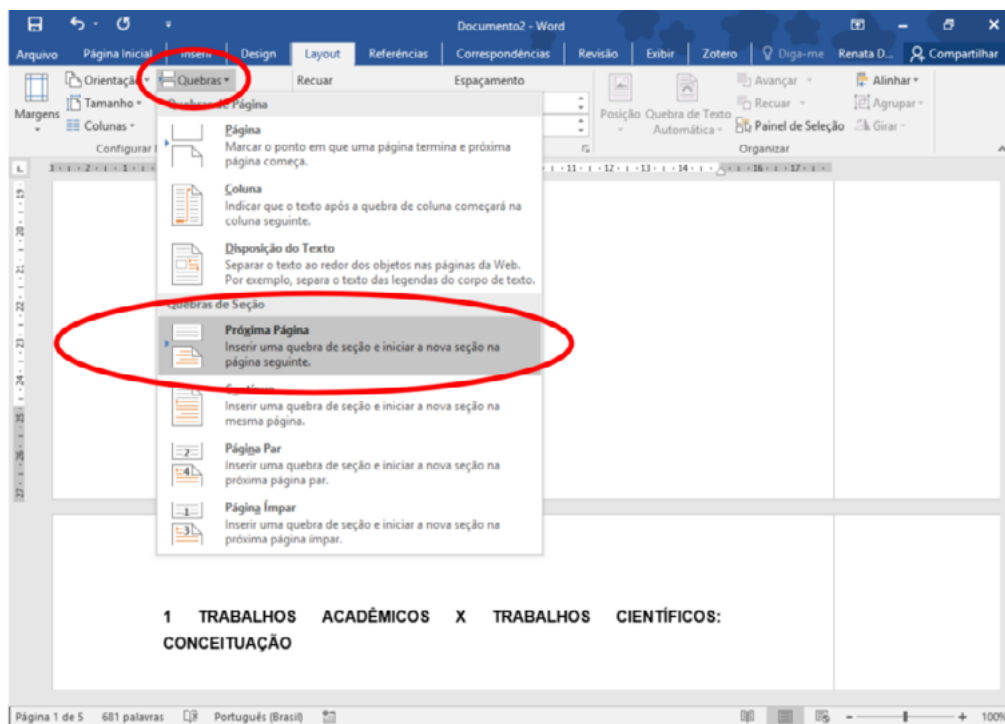 Documento2 - Word
Arquivo Página Inicial Inserir Design Layout Referências Correspondências Revisão Exibir Zotero Diga-me Renata D... Compartilhar
Orientação Quebras Recuar Espaçamento Avançar Alinhar
Margens Tamanho Posição Quebra de Texto Automática Recuar Agrupar
Colunas Painel de Seleção Girar
Configurar Organizar
Quebras de Página
Página
Marcar o ponto em que uma página termina e próxima
página começa.
Coluna
Indicar que o texto após a quebra de coluna começará na
coluna seguinte.
Disposição do Texto
Separar o texto ao redor dos objetos nas páginas da Web.
Por exemplo, separa o texto das legendas do corpo de texto.
Quebras de Seção
Próxima Página
Inserir uma quebra de seção e iniciar a nova seção na
página seguinte.
Contínuo
Inserir uma quebra de seção e iniciar a nova seção na
mesma página.
Página Par
Inserir uma quebra de seção e iniciar a nova seção na
próxima página par.
Página Ímpar
Inserir uma quebra de seção e iniciar a nova seção na
próxima página ímpar.
1 TRABALHOS ACADÊMICOS X TRABALHOS CIENTÍFICOS:
CONCEITUAÇÃO
Página 1 de 5 681 palavras Português (Brasil) 100%